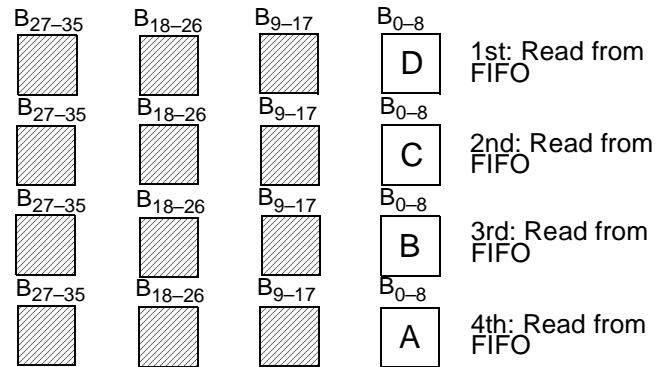 B27–35 B18–26 B9–17 B0–8
D 1st: Read from
FIFO
B27–35 B18–26 B9–17 B0–8
C 2nd: Read from
FIFO
B27–35 B18–26 B9–17 B0–8
B 3rd: Read from
FIFO
B27–35 B18–26 B9–17 B0–8
A 4th: Read from
FIFO